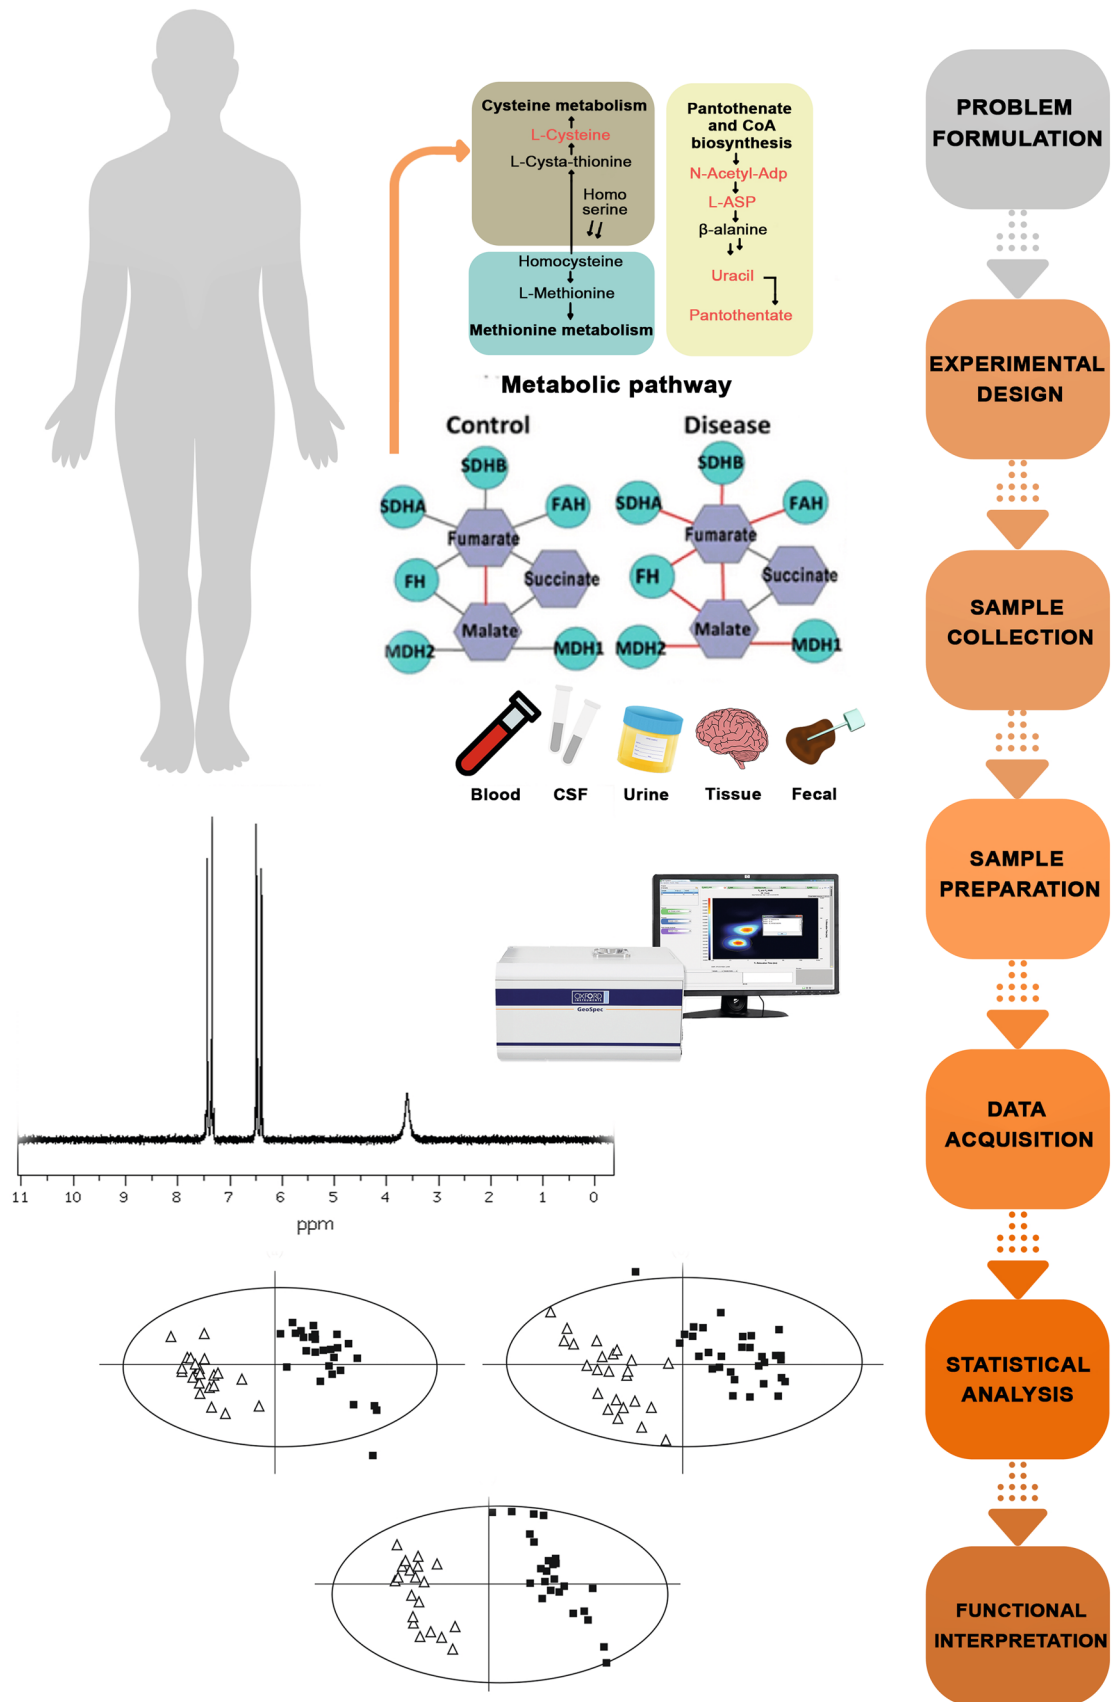 Cysteine metabolism
L-Cysteine
L-Cysta-thionine
Homo
serine
Homocysteine
L-Methionine
Methionine metabolism
Pantothenate
and CoA
biosynthesis
N-Acetyl-Adp
L-ASP
β-alanine
Uracil
Pantothentate
Metabolic pathway
Control
SDHB
SDHA
FAH
Fumarate
FH
Succinate
Malate
MDH2
MDH1
Disease
SDHB
SDHA
FAH
Fumarate
FH
Succinate
Malate
MDH2
MDH1
Blood
CSF
Urine
Tissue
Fecal
OXFORD
INSTRUMENTS
GeoSpec
11 10 9 8 7 6 5 4 3 2 1 0
ppm
PROBLEM
FORMULATION
EXPERIMENTAL
DESIGN
SAMPLE
COLLECTION
SAMPLE
PREPARATION
DATA
ACQUISITION
STATISTICAL
ANALYSIS
FUNCTIONAL
INTERPRETATION